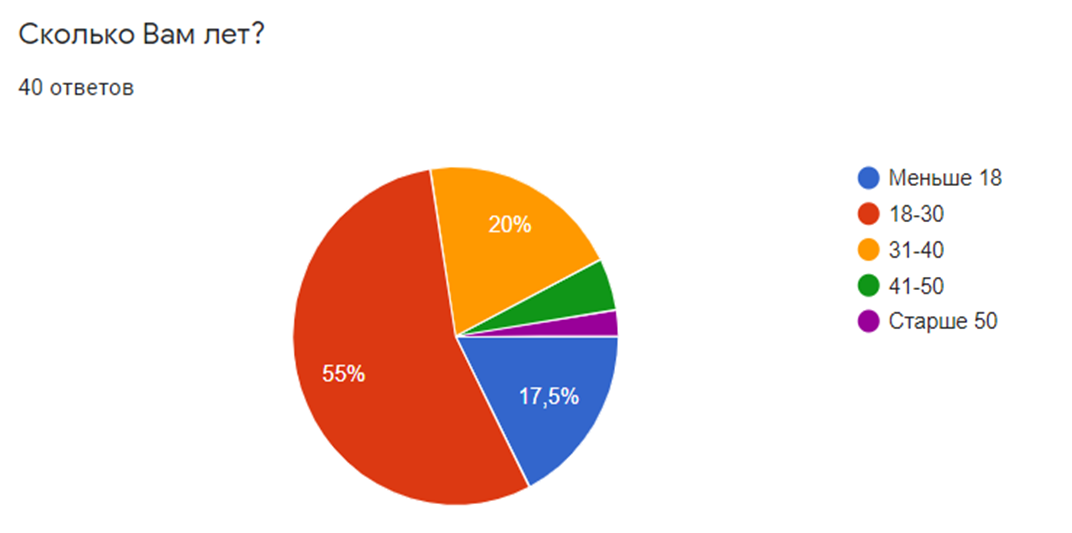 Сколько Вам лет?
40 ответов
20%
55%
17,5%
Меньше 18
18-30
31-40
41-50
Старше 50